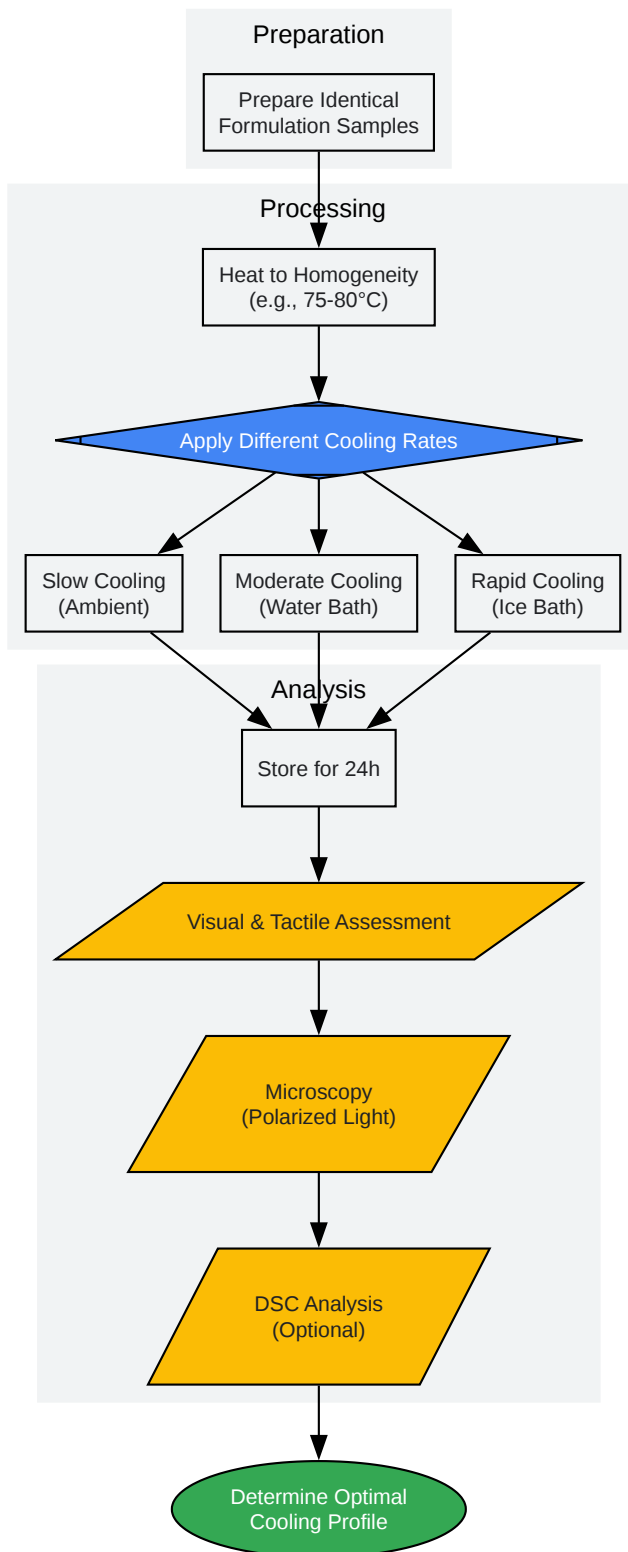 Preparation
Prepare Identical
Formulation Samples
Processing
Heat to Homogeneity
(e.g., 75-80°C)
Apply Different Cooling Rates
Slow Cooling
(Ambient)
Moderate Cooling
(Water Bath)
Rapid Cooling
(Ice Bath)
Analysis
Store for 24h
Visual & Tactile Assessment
Microscopy
(Polarized Light)
DSC Analysis
(Optional)
Determine Optimal
Cooling Profile